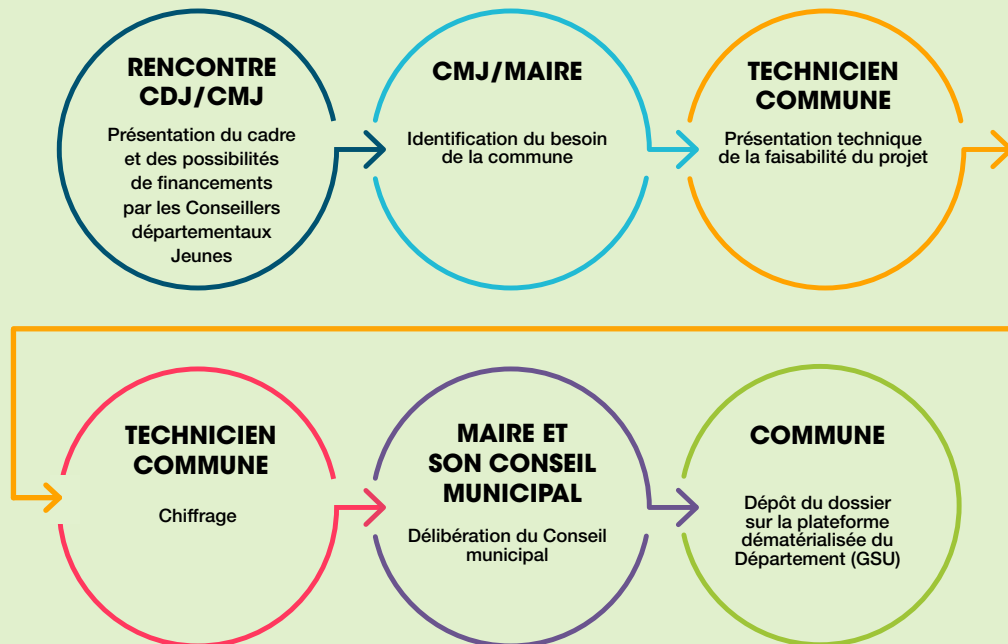 RENCONTRE
CDJ/CMJ
Présentation du cadre
et des possibilités
de financements
par les Conseillers
départementaux
Jeunes
CMJ/MAIRE
Identification du besoin
de la commune
TECHNICIEN
COMMUNE
Présentation technique
de la faisabilité du projet
TECHNICIEN
COMMUNE
Chiffrage
MAIRE ET
SON CONSEIL
MUNICIPAL
Délibération du Conseil
municipal
COMMUNE
Dépôt du dossier
sur la plateforme
dématérialisée du
Département (GSU)